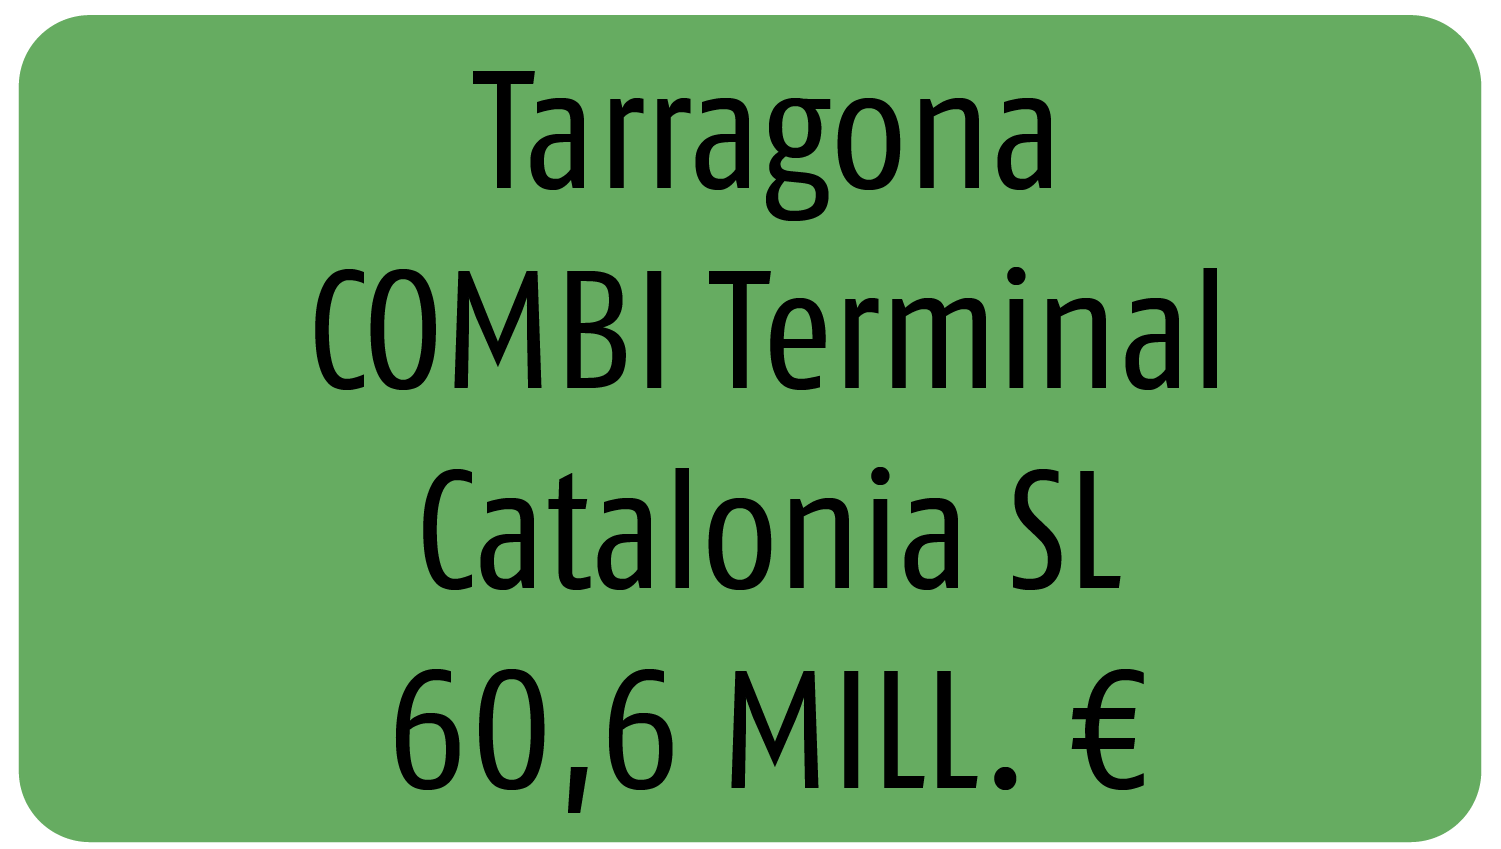 Tarragona
COMBI Terminal
Catalonia SL
60,6 MILL. €